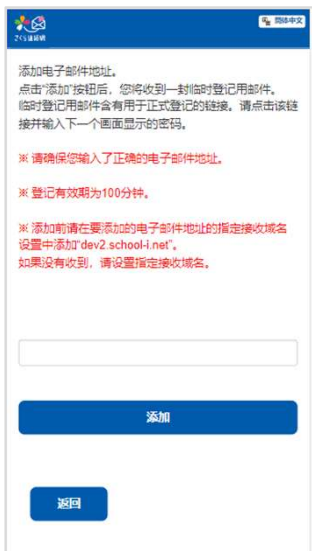 簡体中文
添加电子邮件地址。
点击“添加”按钮后，您将收到一封临时登记用邮件。
临时登记用邮件含有用于正式登记的链接。请点击该链
接并输入下一个画面显示的密码。
※ 请确保您输入了正确的电子邮件地址。
※ 登记有效期为100分钟。
※ 添加前请在要添加的电子邮件地址的指定接收域名
设置中添加“dev2.school-i.net”。
如果没有收到，请设置指定接收域名。
添加
返回